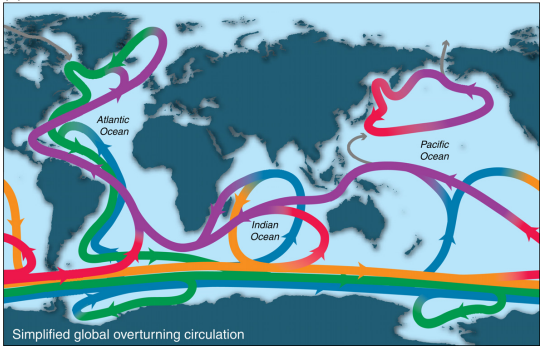 Atlantic
Ocean
Pacific
Ocean
Indian
Ocean
Simplified global overturning circulation